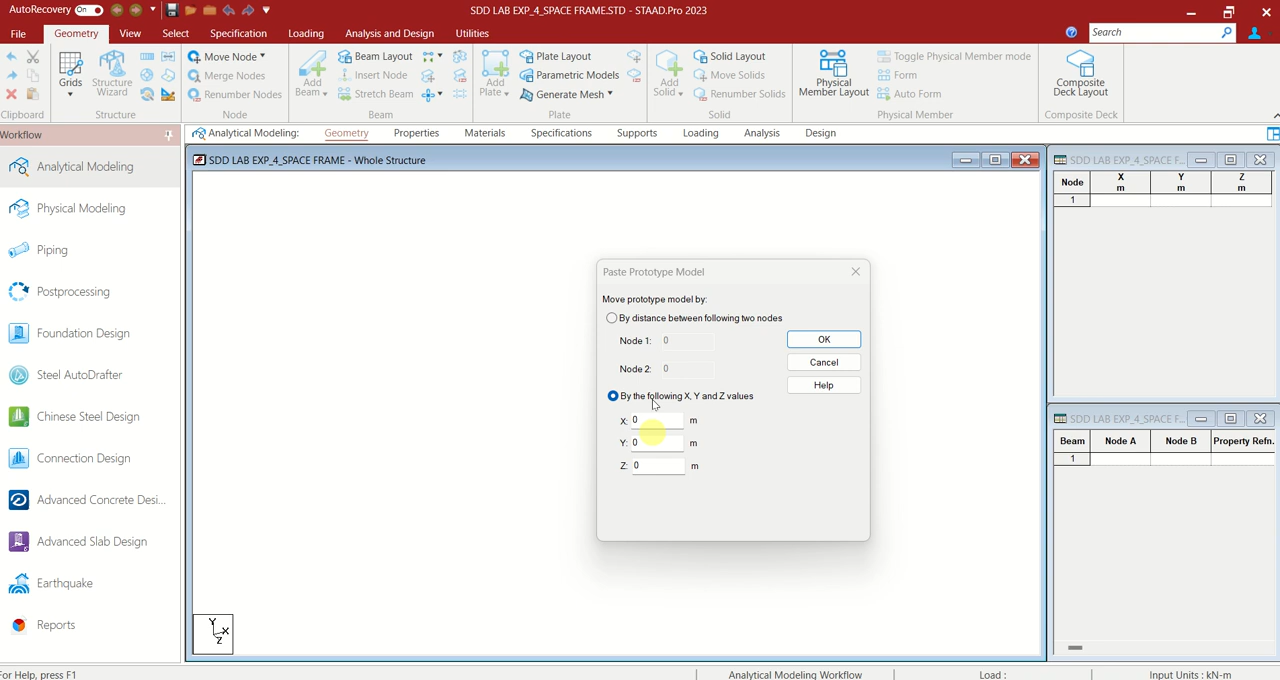 AutoRecovery On
SDD LAB EXP_4_SPACE FRAME.STD - STAAD.Pro 2023
File Geometry View Select Specification Loading Analysis and Design Utilities
Search
Move Node Beam Layout Plate Layout Solid Layout Toggle Physical Member mode
Merge Nodes Insert Node Parametric Models Move Solids Form
Renumber Nodes Stretch Beam Generate Mesh Renumber Solids Auto Form
Grids Structure Wizard Add Beam Add Plate Add Solid Physical Member Layout Composite Deck Layout
Clipboard Structure Node Beam Plate Solid Physical Member Composite Deck
Workflow
Analytical Modeling: Geometry Properties Materials Specifications Supports Loading Analysis Design
Analytical Modeling
Physical Modeling
Piping
Postprocessing
Foundation Design
Steel AutoDrafter
Chinese Steel Design
Connection Design
Advanced Concrete Desi...
Advanced Slab Design
Earthquake
Reports
SDD LAB EXP_4_SPACE FRAME - Whole Structure
Paste Prototype Model
Move prototype model by:
By distance between following two nodes
Node 1: 0
Node 2: 0
By the following X, Y and Z values
X: 0 m
Y: 0 m
Z: 0 m
OK
Cancel
Help
Y
X
Z
SDD LAB EXP_4_SPACE F...
Node X m Y m Z m
1
SDD LAB EXP_4_SPACE F...
Beam Node A Node B Property Refn.
1
For Help, press F1
Analytical Modeling Workflow
Load :
Input Units : kN-m